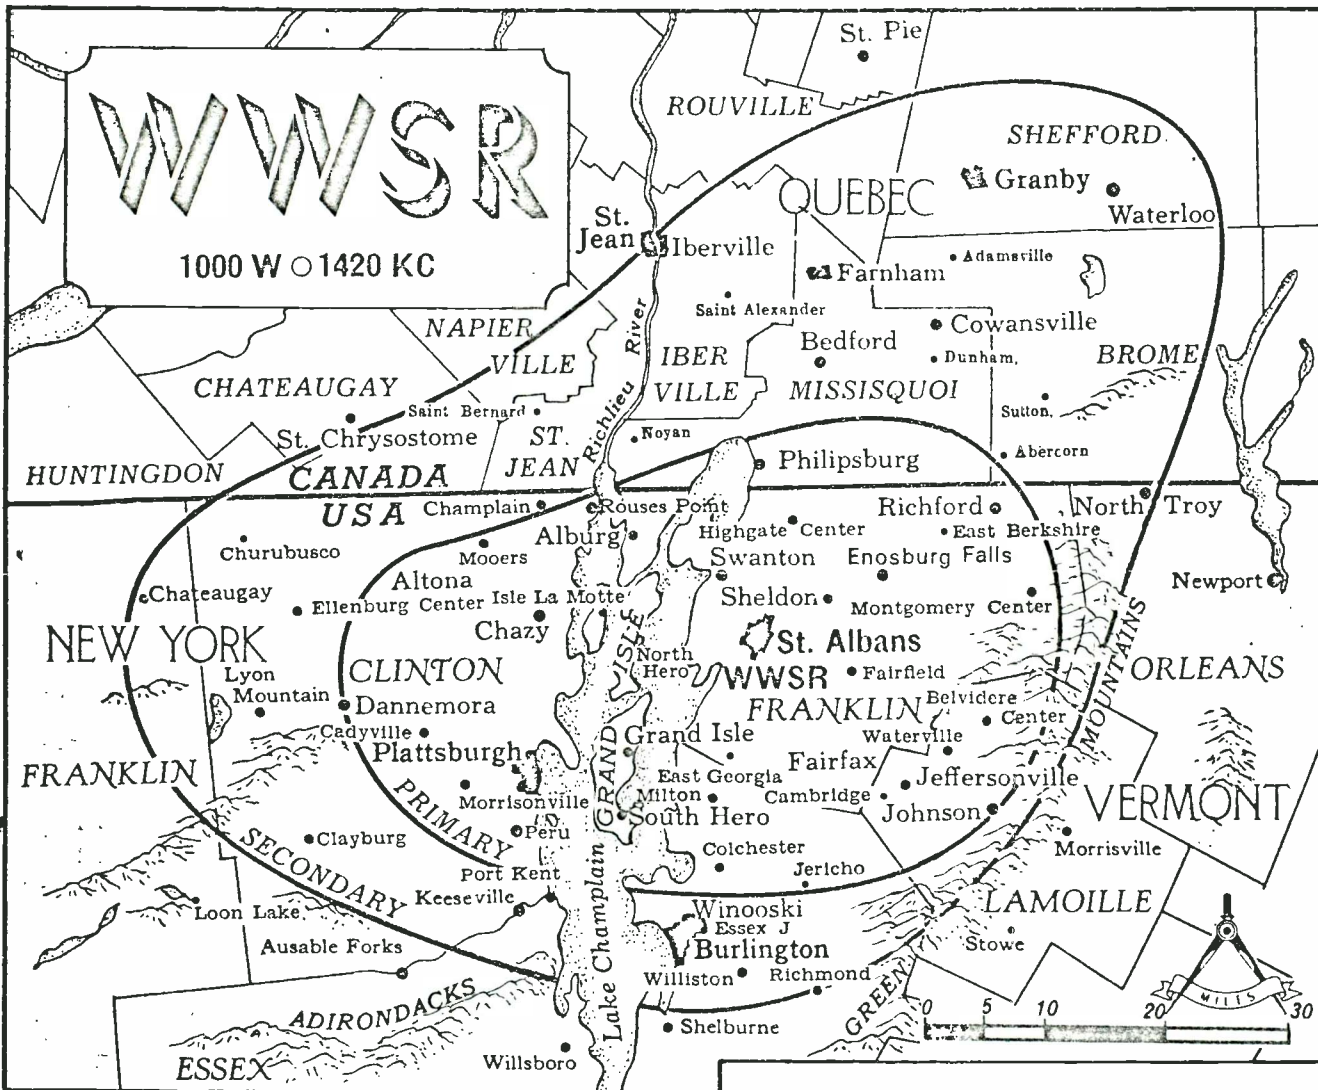 WWSR
1000 W ○ 1420 KC
St. Pie
ROUVILLE
SHEFFORD
Granby
Waterloo
QUEBEC
St.
Jean
Iberville
Farnham
Adamsville
Saint Alexander
Richlieu River
NAPIER
VILLE
IBER
VILLE
Bedford
Cowansville
Dunham
BROME
MISSISQUOI
Sutton
CHATEAUGAY
Saint Bernard
St. Chrysostome
ST.
JEAN
Noyan
Abercorn
Philipsburg
HUNTINGDON
CANADA
USA
Champlain
Rouses Point
Richford
North Troy
Alburg
Highgate Center
East Berkshire
Churubusco
Mooers
Swanton
Enosburg Falls
Altona
Newport
Chateaugay
Ellenburg Center
Isle La Motte
Sheldon
Montgomery Center
Chazy
NEW YORK
St. Albans
WWSR
North
Hero
Fairfield
ORLEANS
Lyon
Mountain
CLINTON
FRANKLIN
Belvidere
Center
Dannemora
Cadyville
Plattsburgh
GRAND ISLE
Grand Isle
Waterville
FRANKLIN
East Georgia
Fairfax
Jeffersonville
Morrisonville
Milton
Cambridge
Johnson
VERMONT
PRIMARY
South Hero
Peru
Clayburg
SECONDARY
Colchester
Morrisville
Port Kent
Jericho
Keeseville
Loon Lake
Winooski
Essex J
LAMOILLE
Ausable Forks
Burlington
Stowe
Williston
Richmond
Lake Champlain
GREEN MOUNTAINS
ADIRONDACKS
Shelburne
Willsboro
ESSEX
MILES
0 5 10 20 30